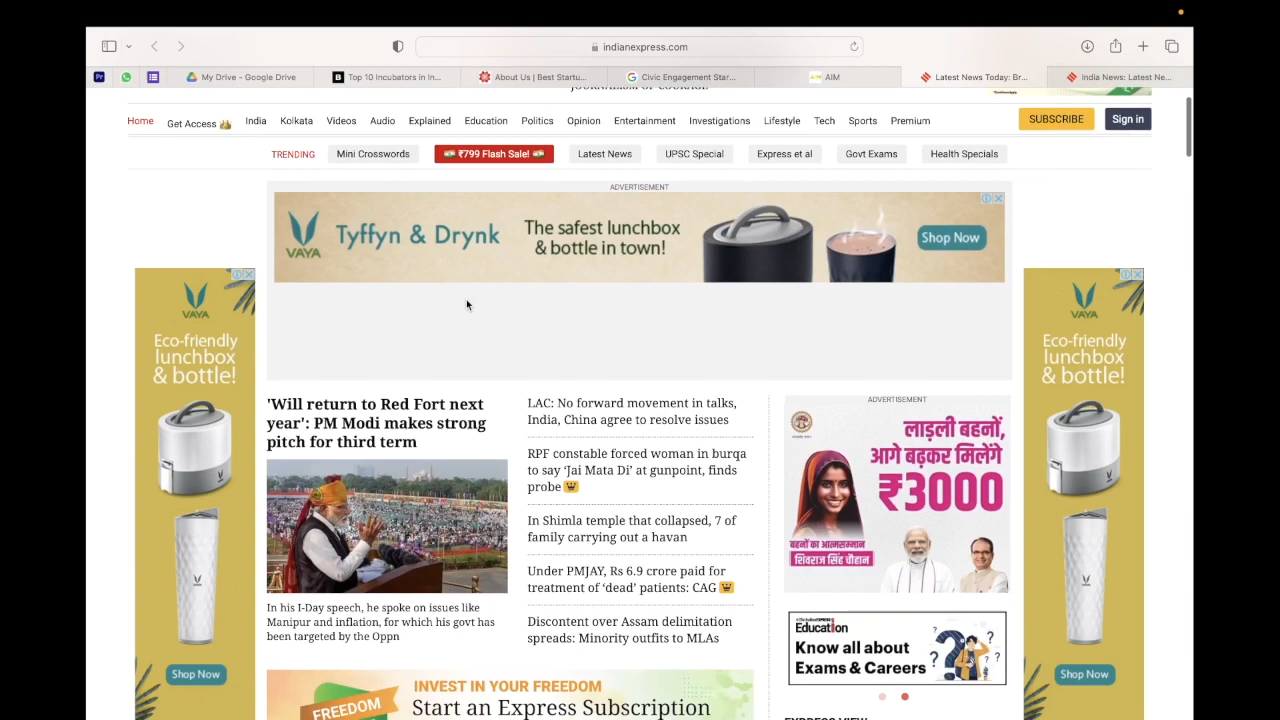 indianexpress.com
My Drive - Google Drive
Top 10 Incubators in In...
About Us | Best Startu...
Civic Engagement Star...
AIM
Latest News Today: Br...
India News: Latest Ne...
JOURNALISM OF COURAGE
Home
Get Access
India
Kolkata
Videos
Audio
Explained
Education
Politics
Opinion
Entertainment
Investigations
Lifestyle
Tech
Sports
Premium
SUBSCRIBE
Sign in
TRENDING
Mini Crosswords
₹799 Flash Sale!
Latest News
UPSC Special
Express et al
Govt Exams
Health Specials
ADVERTISEMENT
VAYA
Tyffyn & Drynk
The safest lunchbox
& bottle in town!
Shop Now
VAYA
Eco-friendly
lunchbox
& bottle!
Shop Now
'Will return to Red Fort next
year': PM Modi makes strong
pitch for third term
In his I-Day speech, he spoke on issues like
Manipur and inflation, for which his govt has
been targeted by the Oppn
LAC: No forward movement in talks,
India, China agree to resolve issues
RPF constable forced woman in burqa
to say ‘Jai Mata Di’ at gunpoint, finds
probe
In Shimla temple that collapsed, 7 of
family carrying out a havan
Under PMJAY, Rs 6.9 crore paid for
treatment of ‘dead’ patients: CAG
Discontent over Assam delimitation
spreads: Minority outfits to MLAs
ADVERTISEMENT
लाड़ली बहनों,
आगे बढ़कर मिलेंगे
₹3000
बहनों का आत्मसम्मान
शिवराज सिंह चौहान
Education
Know all about
Exams & Careers
VAYA
Eco-friendly
lunchbox
& bottle!
Shop Now
FREEDOM
INVEST IN YOUR FREEDOM
Start an Express Subscription
EXPRESS VIEW